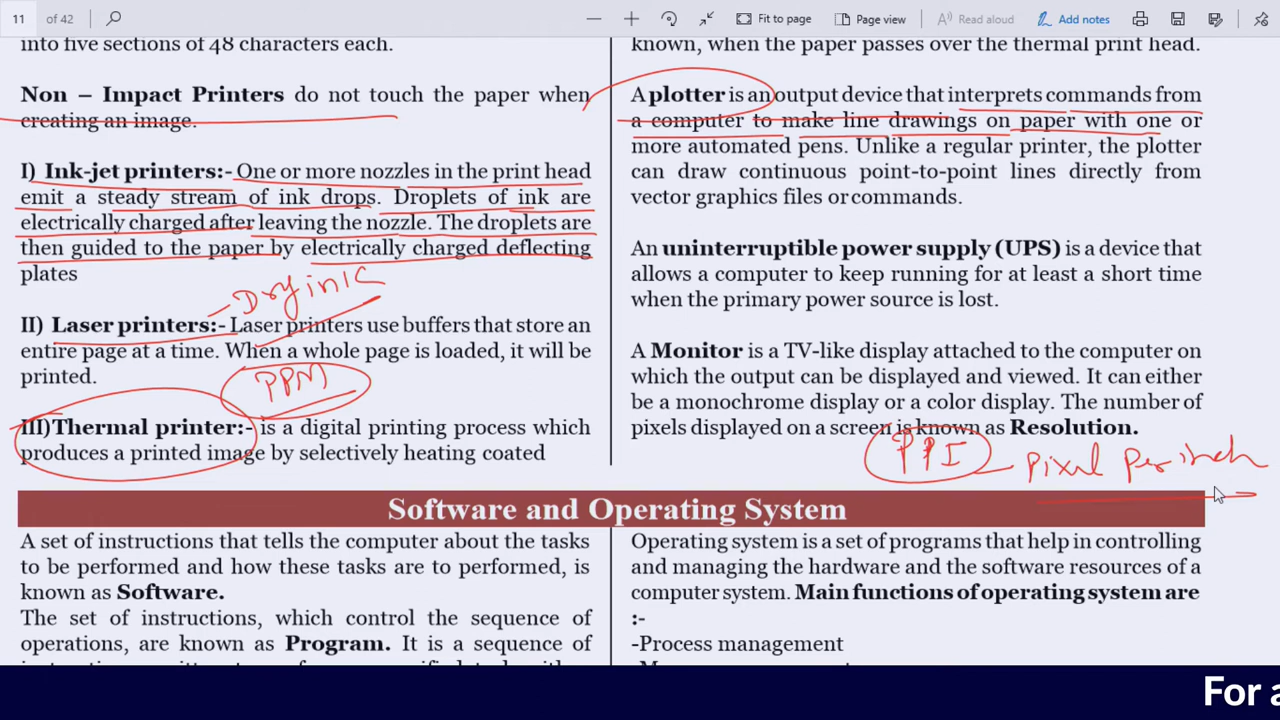 11 of 42
Fit to page
Page view
Read aloud
Add notes
into five sections of 48 characters each.
Non – Impact Printers do not touch the paper when
creating an image.
I) Ink-jet printers:- One or more nozzles in the print head
emit a steady stream of ink drops. Droplets of ink are
electrically charged after leaving the nozzle. The droplets are
then guided to the paper by electrically charged deflecting
plates
Dry ink
II) Laser printers:- Laser printers use buffers that store an
entire page at a time. When a whole page is loaded, it will be
printed.
PPM
III)Thermal printer:- is a digital printing process which
produces a printed image by selectively heating coated
known, when the paper passes over the thermal print head.
A plotter is an output device that interprets commands from
a computer to make line drawings on paper with one or
more automated pens. Unlike a regular printer, the plotter
can draw continuous point-to-point lines directly from
vector graphics files or commands.
An uninterruptible power supply (UPS) is a device that
allows a computer to keep running for at least a short time
when the primary power source is lost.
A Monitor is a TV-like display attached to the computer on
which the output can be displayed and viewed. It can either
be a monochrome display or a color display. The number of
pixels displayed on a screen is known as Resolution.
PPI pixel per inch
Software and Operating System
A set of instructions that tells the computer about the tasks
to be performed and how these tasks are to performed, is
known as Software.
The set of instructions, which control the sequence of
operations, are known as Program. It is a sequence of
Operating system is a set of programs that help in controlling
and managing the hardware and the software resources of a
computer system. Main functions of operating system are
:-
-Process management
For a